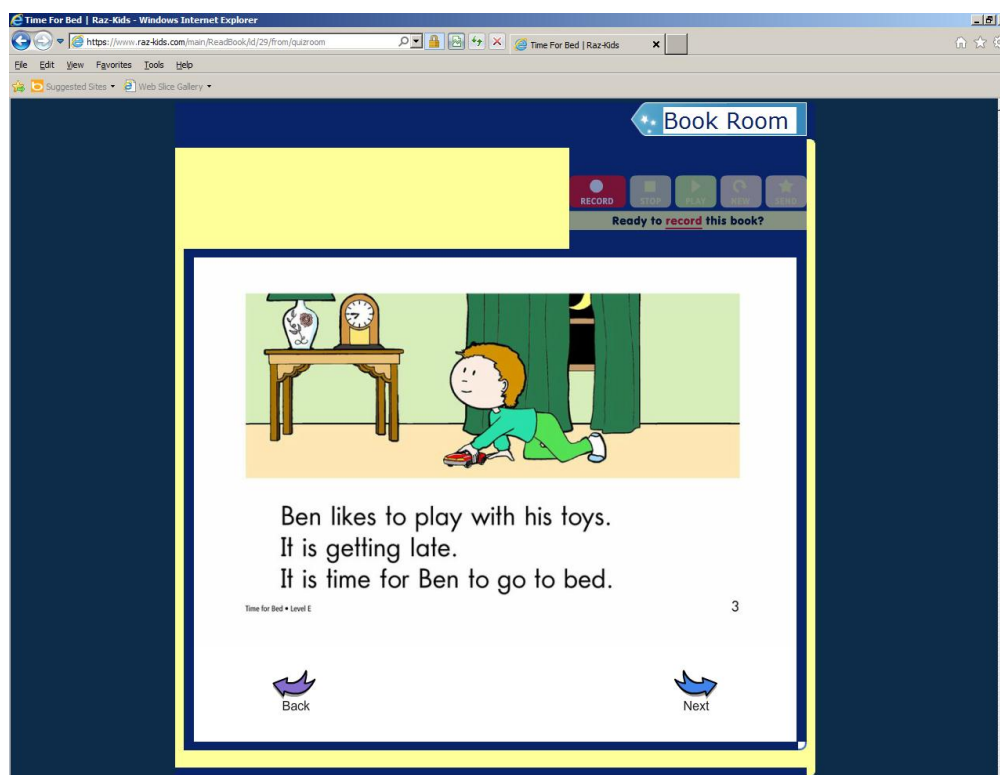 Time For Bed | Raz-Kids - Windows Internet Explorer
https://www.raz-kids.com/main/ReadBook/id/29/from/quizroom
Time For Bed | Raz-Kids
File Edit View Favorites Tools Help
Suggested Sites Web Slice Gallery
Book Room
RECORD STOP PLAY NEW SEND
Ready to record this book?
Ben likes to play with his toys.
It is getting late.
It is time for Ben to go to bed.
Time for Bed • Level E
3
Back
Next